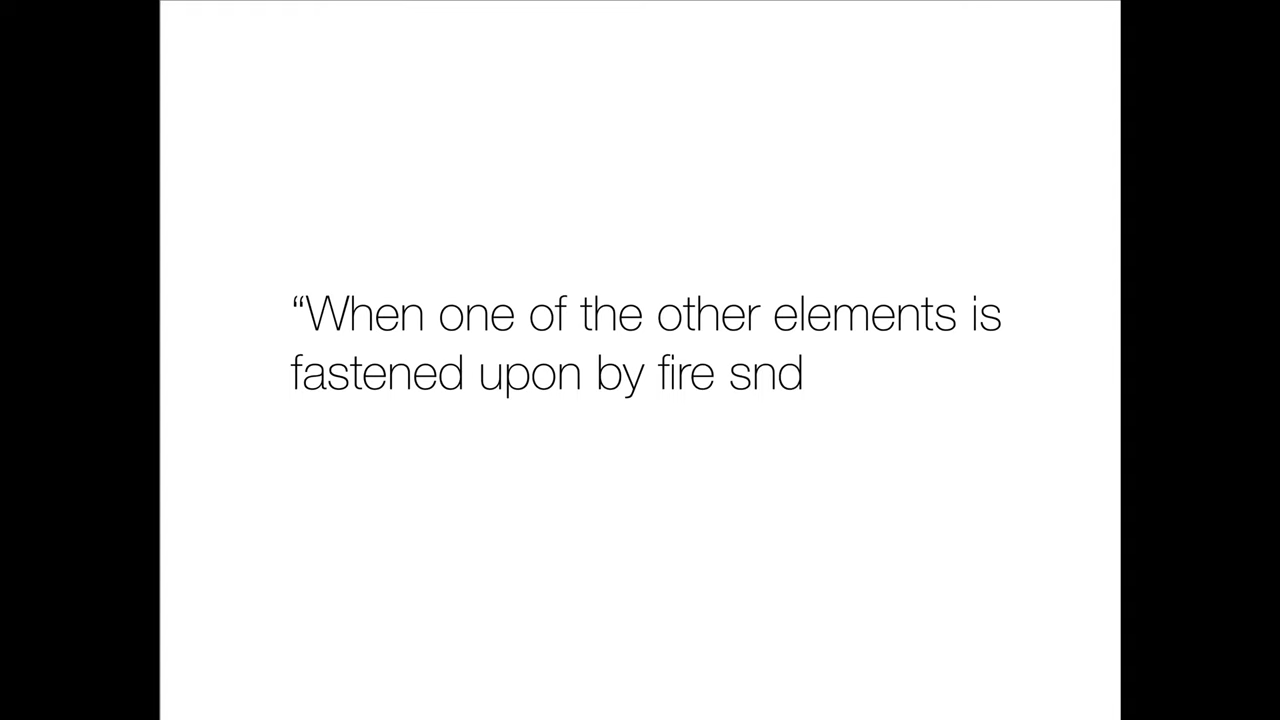 “When one of the other elements is
fastened upon by fire snd